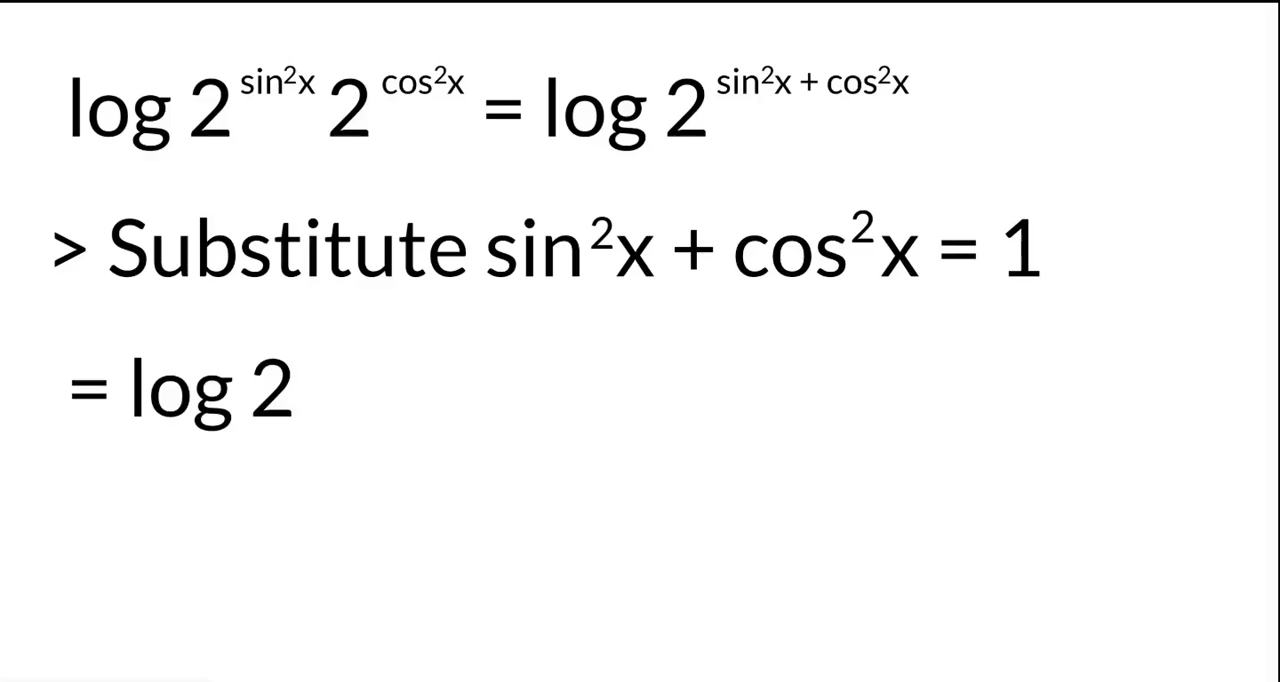 log 2^sin²x 2^cos²x = log 2^sin²x + cos²x
> Substitute sin²x + cos²x = 1
= log 2